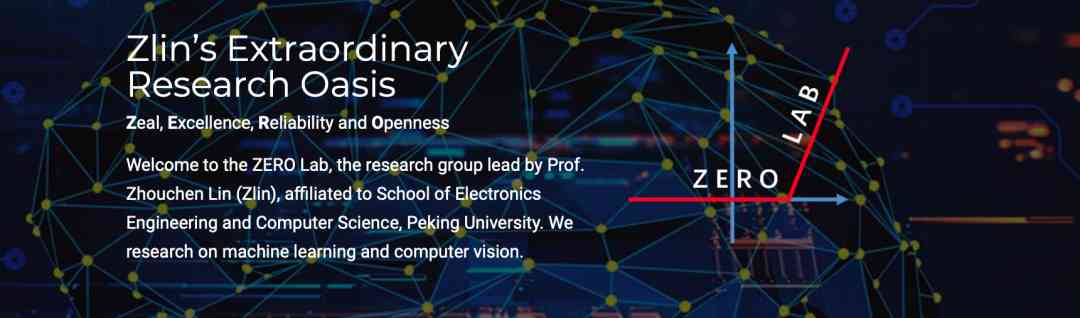 Zlin's Extraordinary
Research Oasis
Zeal, Excellence, Reliability and Openness
Welcome to the ZERO Lab, the research group lead by Prof.
Zhouchen Lin (Zlin), affiliated to School of Electronics
Engineering and Computer Science, Peking University. We
research on machine learning and computer vision.
ZERO
LAB